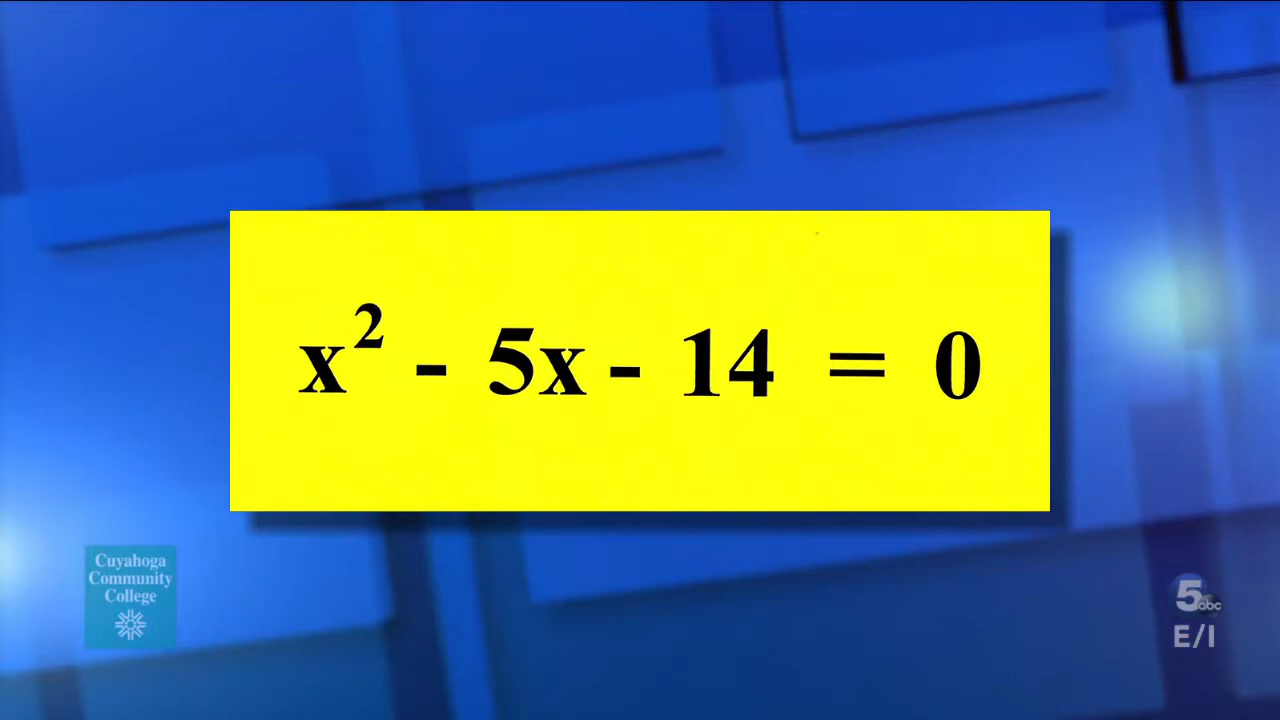 x² - 5x - 14 = 0
Cuyahoga
Community
College
5abc
E/I